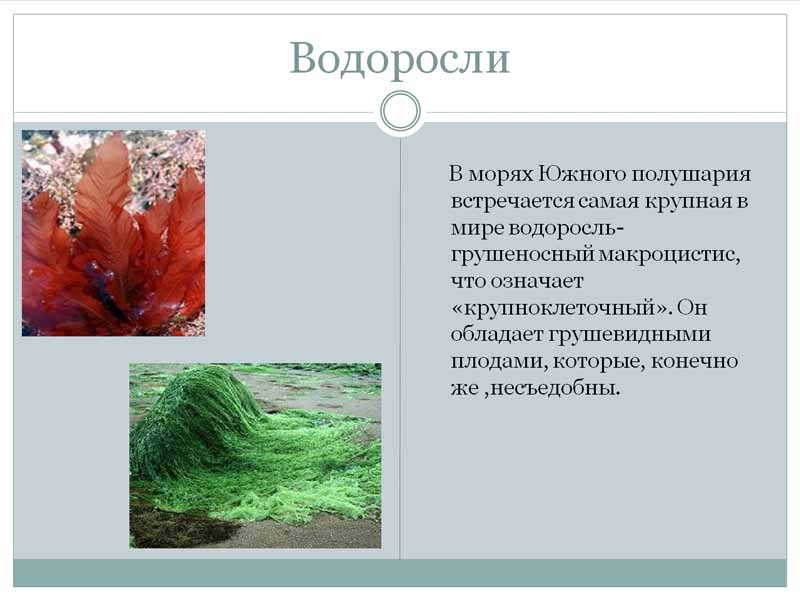 Водоросли
В морях Южного полушария
встречается самая крупная в
мире водоросль-
грушеносный макроцистис,
что означает
«крупноклеточный». Он
обладает грушевидными
плодами, которые, конечно
же ,несъедобны.